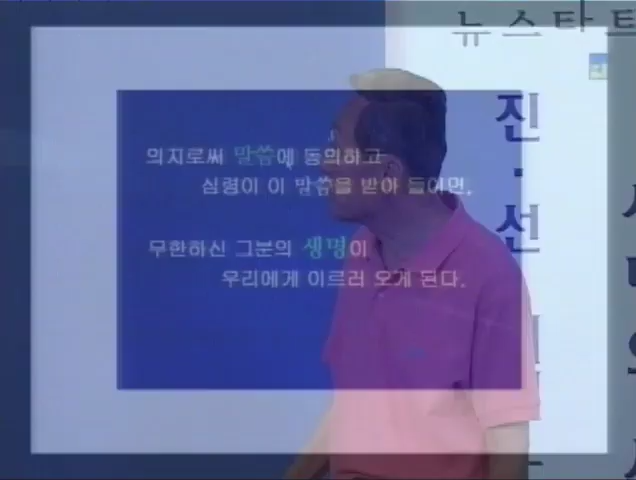 뉴스타트
의지로써 말씀에 동의하고
심령이 이 말씀을 받아 들이면,
무한하신 그분의 생명이
우리에게 이르러 오게 된다.
진·선